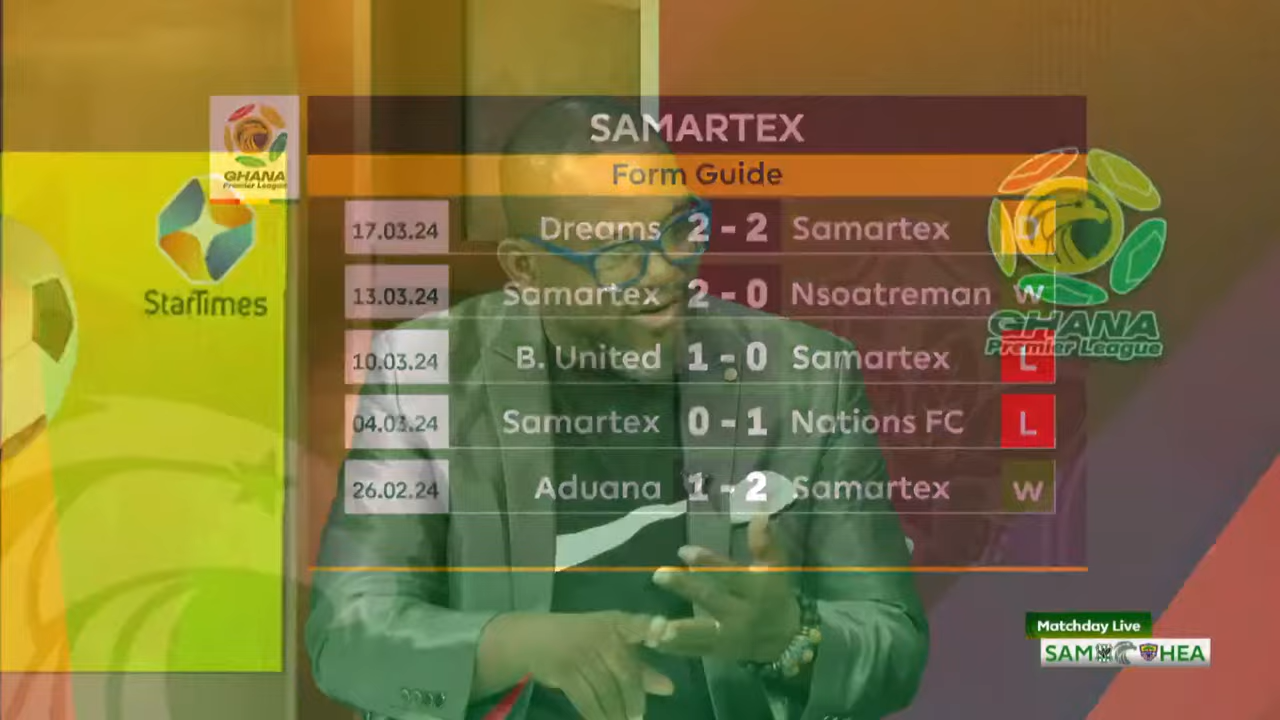 SAMARTEX
Form Guide
GHANA
Premier League
StarTimes
17.03.24 Dreams 2 - 2 Samartex D
13.03.24 Samartex 2 - 0 Nsoatreman W
10.03.24 B. United 1 - 0 Samartex L
04.03.24 Samartex 0 - 1 Nations FC L
26.02.24 Aduana 1 - 2 Samartex W
GHANA
Premier League
Matchday Live
SAM HEA